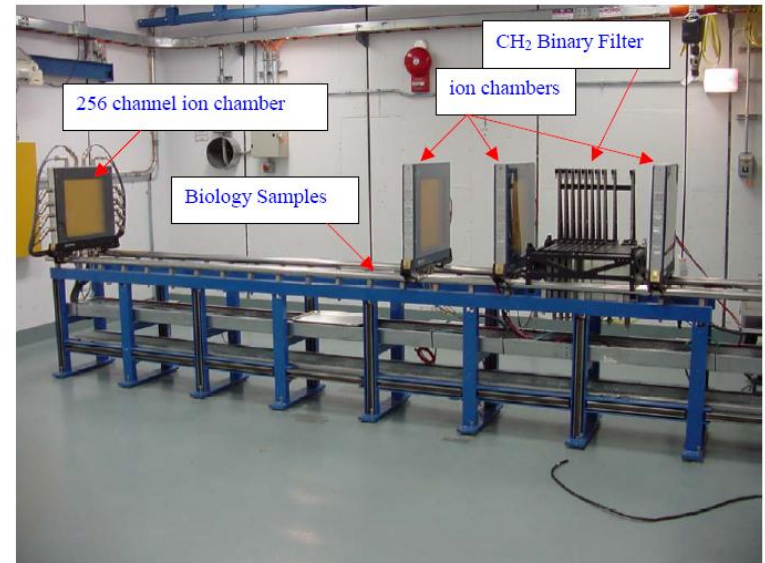 CH₂ Binary Filter
ion chambers
256 channel ion chamber
Biology Samples